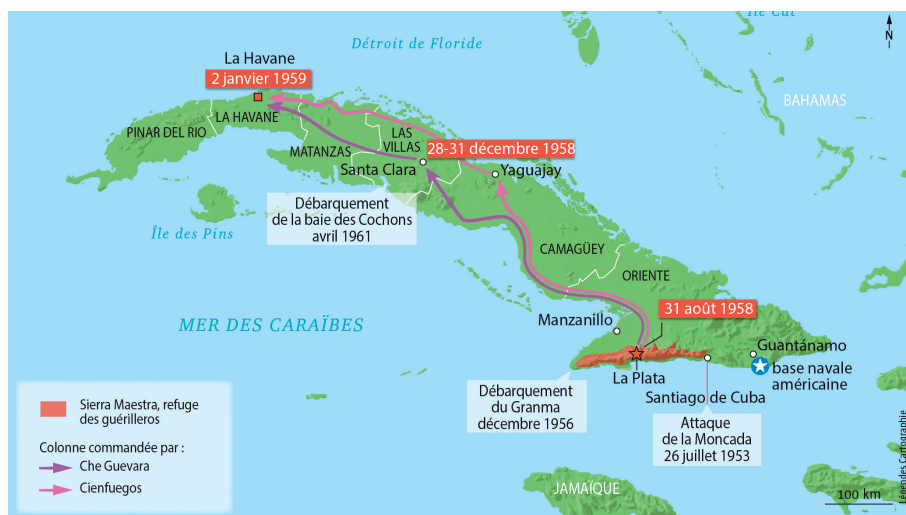 Île Cat
N
Détroit de Floride
La Havane
2 janvier 1959
BAHAMAS
PINAR DEL RIO
LA HAVANE
MATANZAS
LAS
VILLAS
28-31 décembre 1958
Santa Clara
Yaguajay
Débarquement
de la baie des Cochons
avril 1961
Île des Pins
CAMAGÜEY
ORIENTE
MER DES CARAÏBES
31 août 1958
Manzanillo
Guantánamo
base navale
américaine
La Plata
Santiago de Cuba
Débarquement
du Granma
décembre 1956
Attaque
de la Moncada
26 juillet 1953
Sierra Maestra, refuge
des guérilleros
Colonne commandée par :
Che Guevara
Cienfuegos
JAMAÏQUE
100 km
Légendes Cartographie